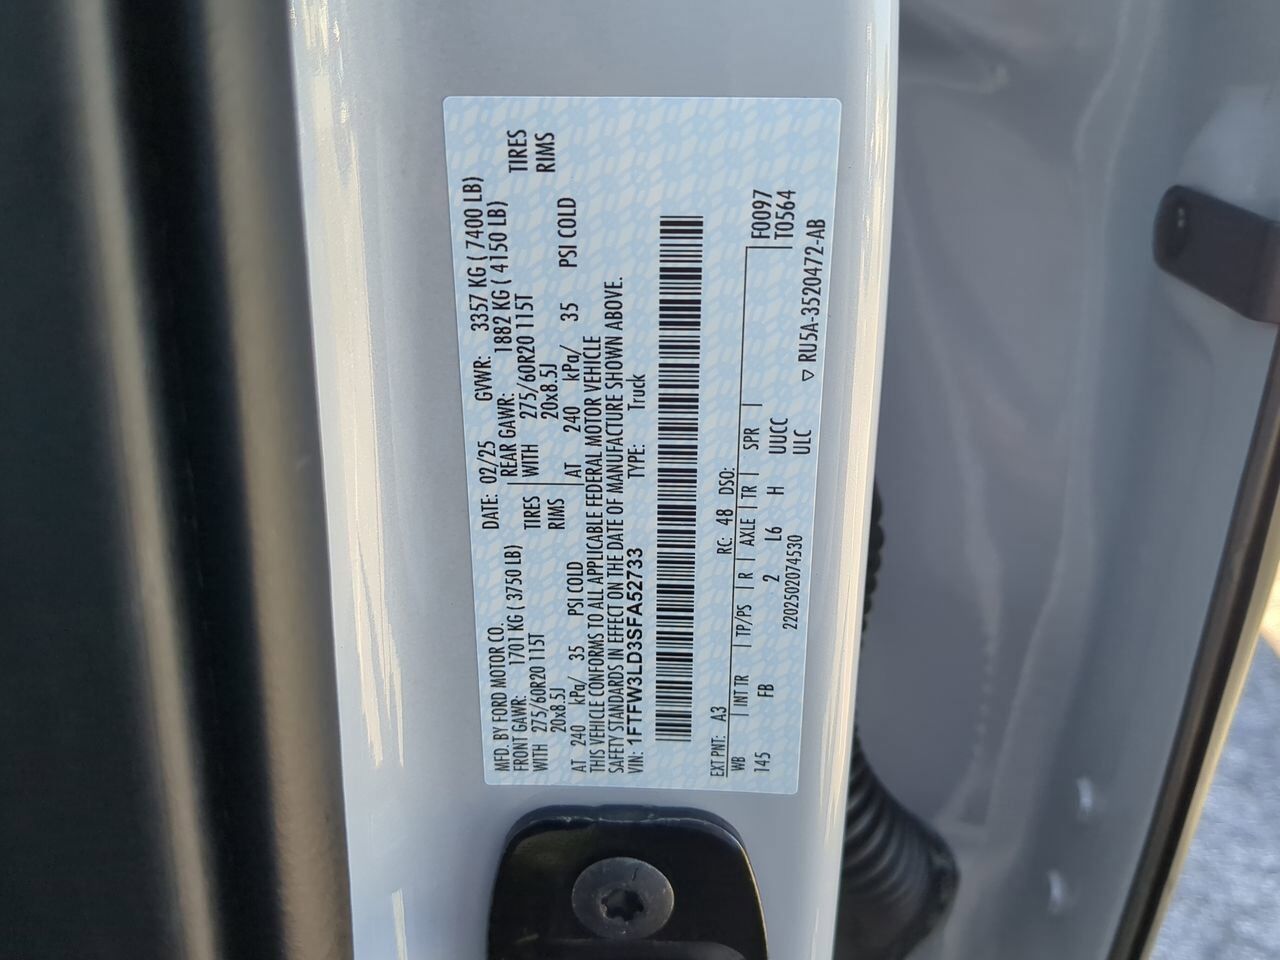 MFD. BY FORD MOTOR CO. DATE: 02/25 GVWR: 3357 KG ( 7400 LB)
FRONT GAWR: 1701 KG ( 3750 LB) REAR GAWR: 1882 KG ( 4150 LB)
WITH 275/60R20 115T TIRES WITH 275/60R20 115T TIRES
20x8.5J RIMS 20x8.5J RIMS
AT 240 kPa/ 35 PSI COLD AT 240 kPa/ 35 PSI COLD
THIS VEHICLE CONFORMS TO ALL APPLICABLE FEDERAL MOTOR VEHICLE
SAFETY STANDARDS IN EFFECT ON THE DATE OF MANUFACTURE SHOWN ABOVE.
VIN: 1FTFW3LD3SFA52733 TYPE: Truck
EXT PNT: A3 RC: 48 DSO:
WB INT TR TP/PS R AXLE TR SPR F0097
145 FB 2 L6 H UUCC T0564
2202502074530 ULC ▽ RU5A-3520472-AB